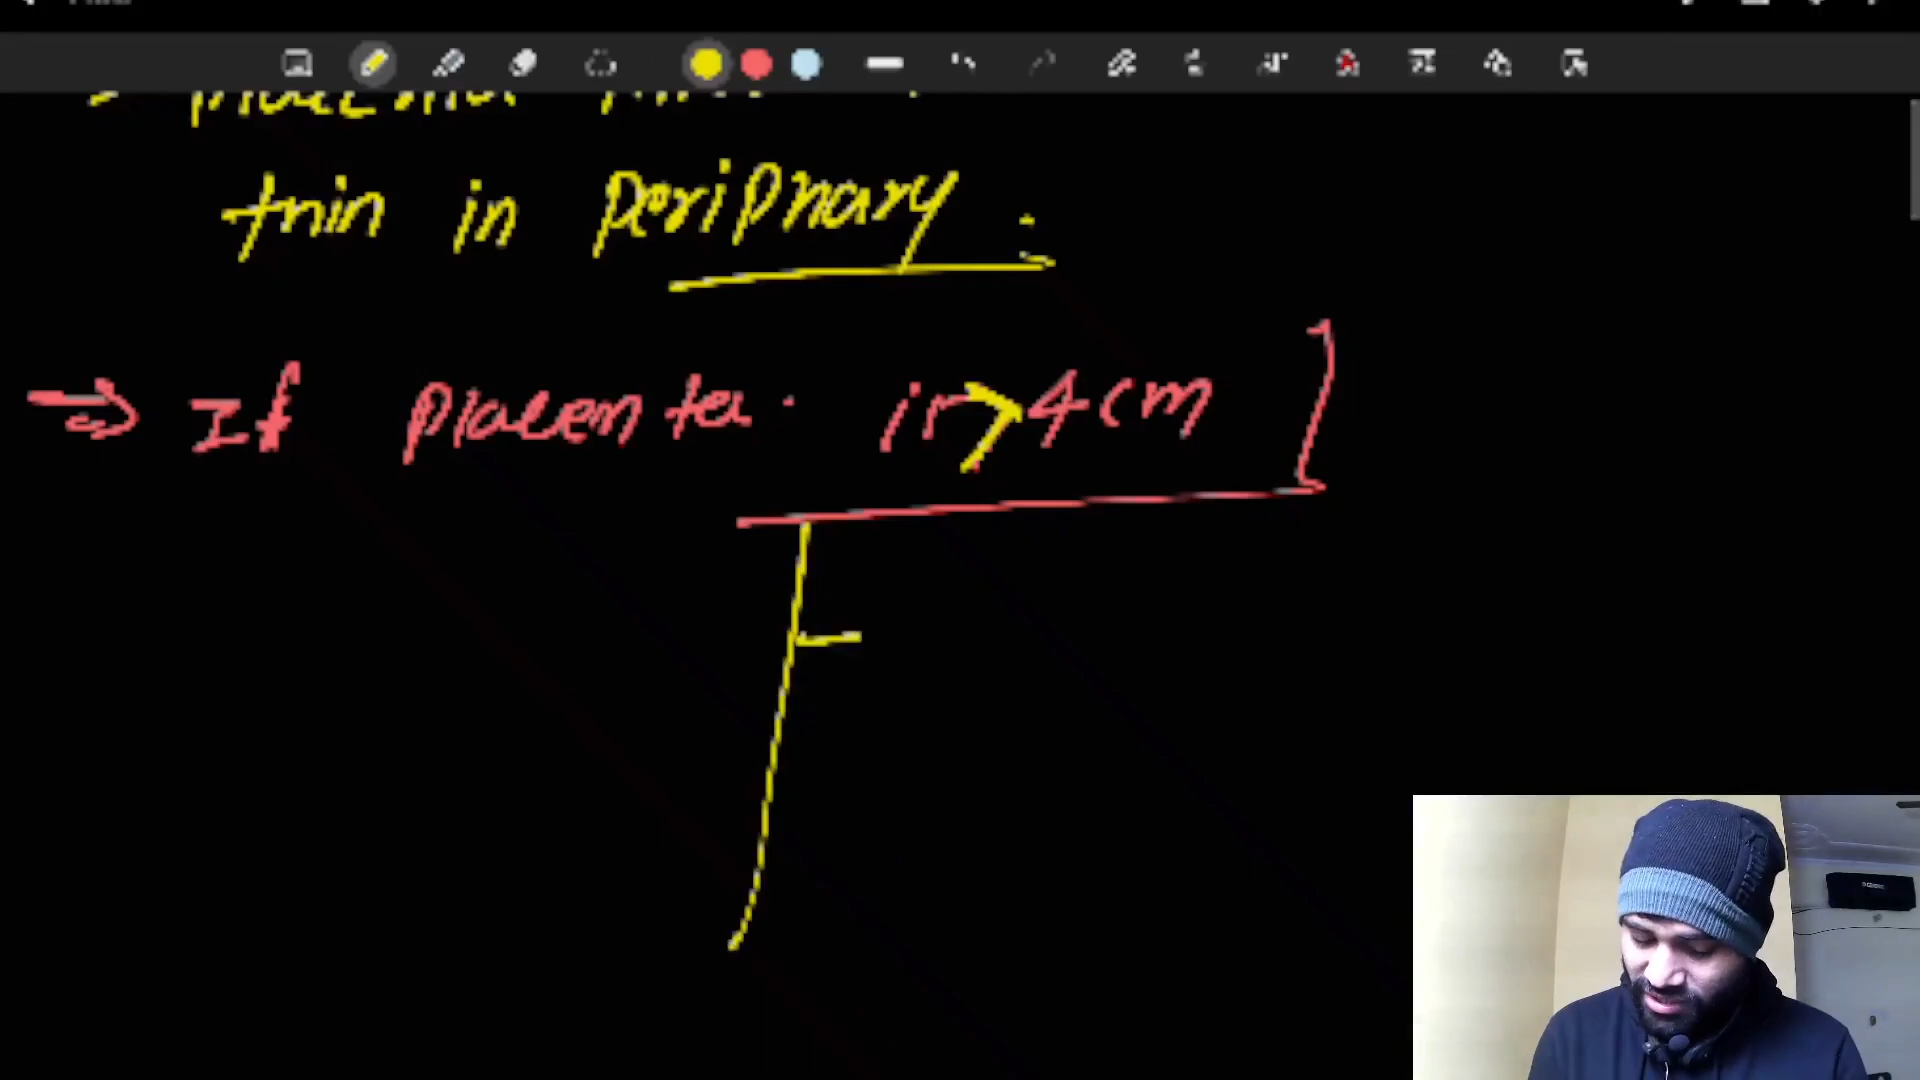 thin in periphary.
⇒ If placenta is >4cm